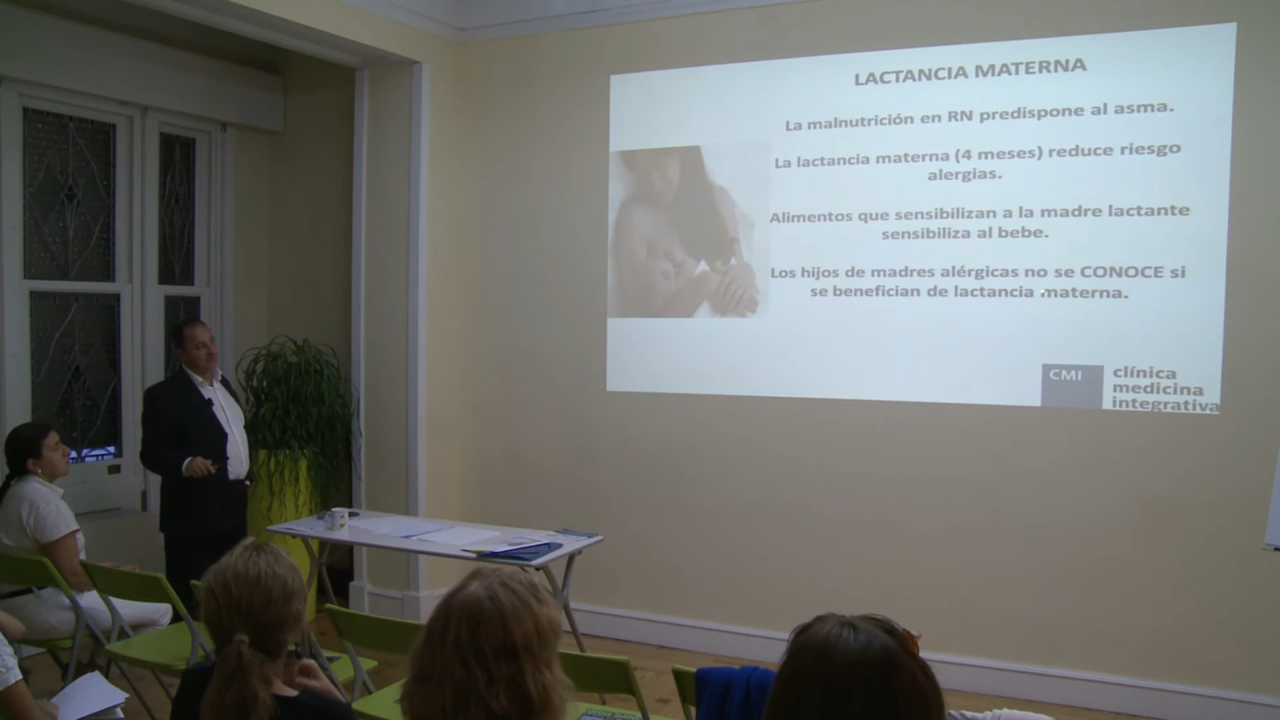 LACTANCIA MATERNA
La malnutrición en RN predispone al asma.
La lactancia materna (4 meses) reduce riesgo
alergias.
Alimentos que sensibilizan a la madre lactante
sensibiliza al bebe.
Los hijos de madres alérgicas no se CONOCE si
se benefician de lactancia materna.
CMI
clínica
medicina
integrativa